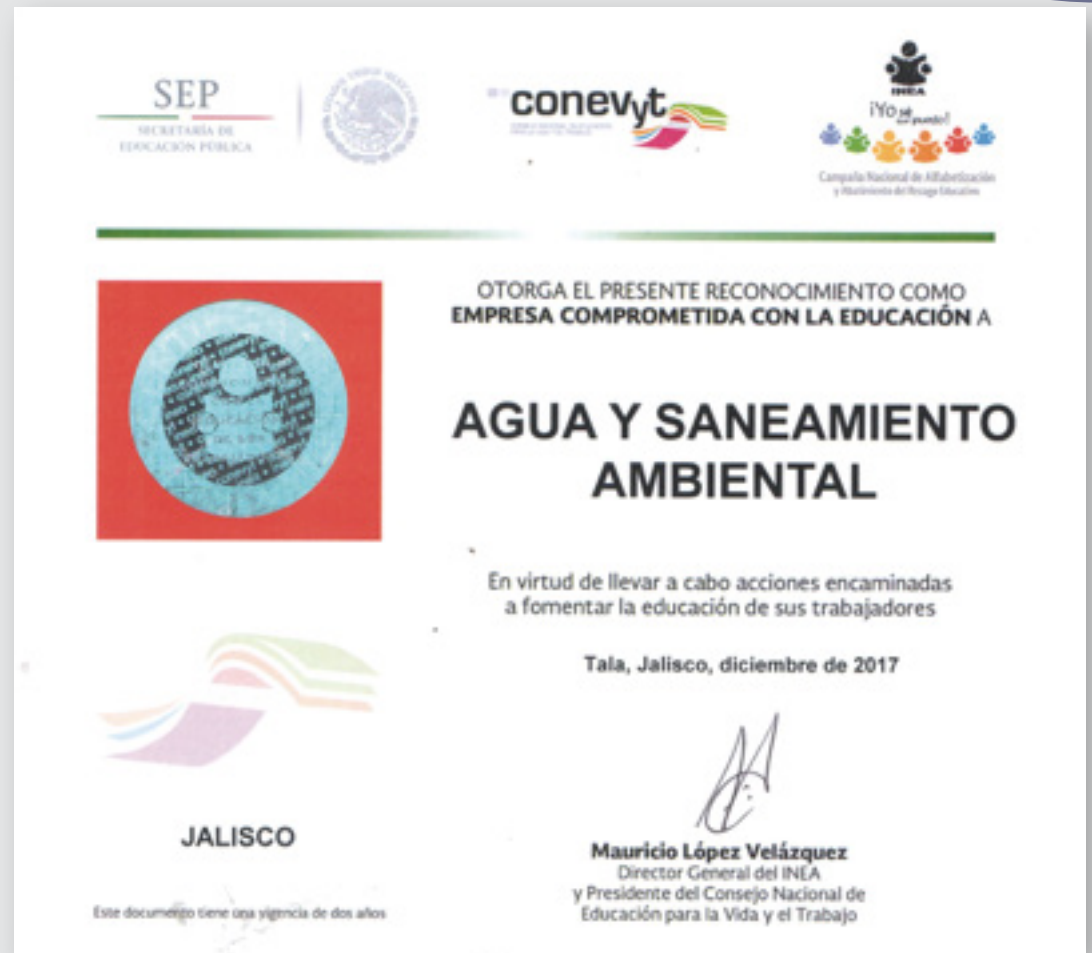 SEP
SECRETARÍA DE
EDUCACIÓN PÚBLICA
conevyt
INEA
¡Yo sé
Campaña Nacional de Alfabetización
y Abatimiento del Rezago Educativo
OTORGA EL PRESENTE RECONOCIMIENTO COMO
EMPRESA COMPROMETIDA CON LA EDUCACIÓN A
AGUA Y SANEAMIENTO
AMBIENTAL
En virtud de llevar a cabo acciones encaminadas
a fomentar la educación de sus trabajadores
Tala, Jalisco, diciembre de 2017
JALISCO
Mauricio López Velázquez
Director General del INEA
y Presidente del Consejo Nacional de
Educación para la Vida y el Trabajo
Este documento tiene una vigencia de dos años